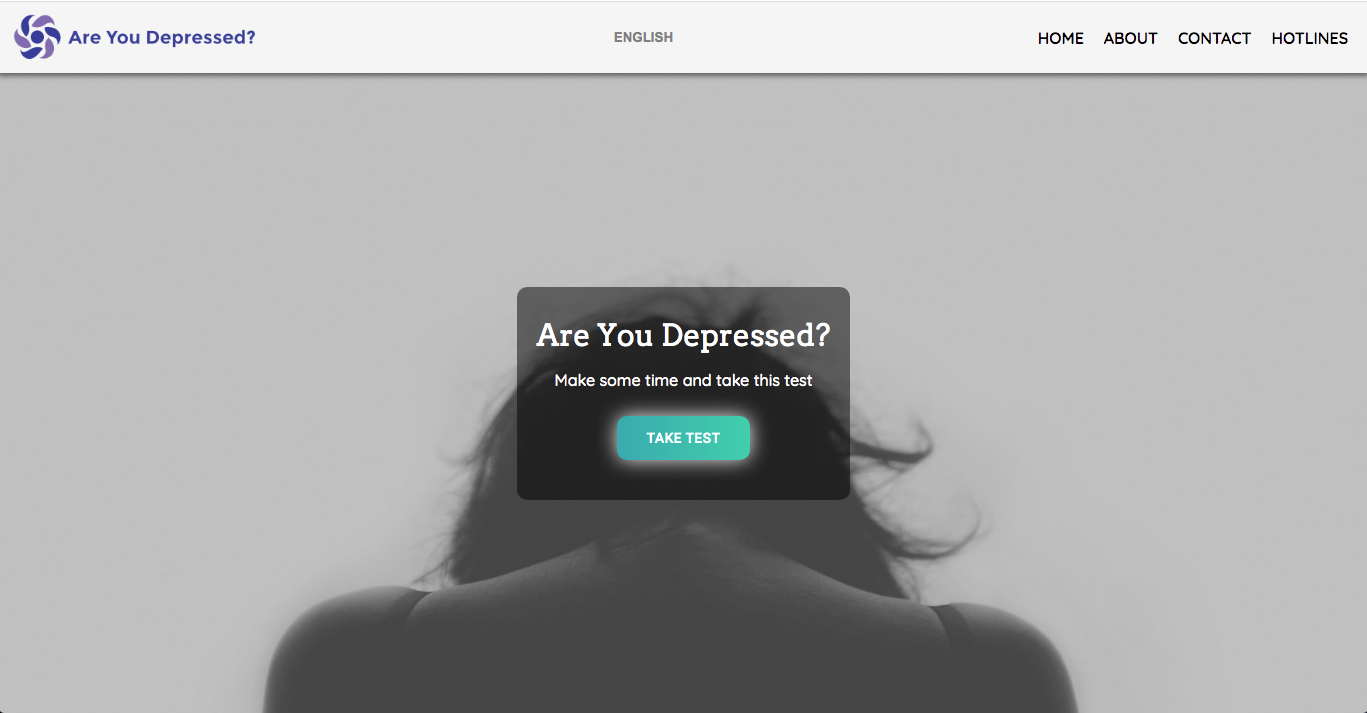 Are You Depressed?
ENGLISH
HOME ABOUT CONTACT HOTLINES
Are You Depressed?
Make some time and take this test
TAKE TEST